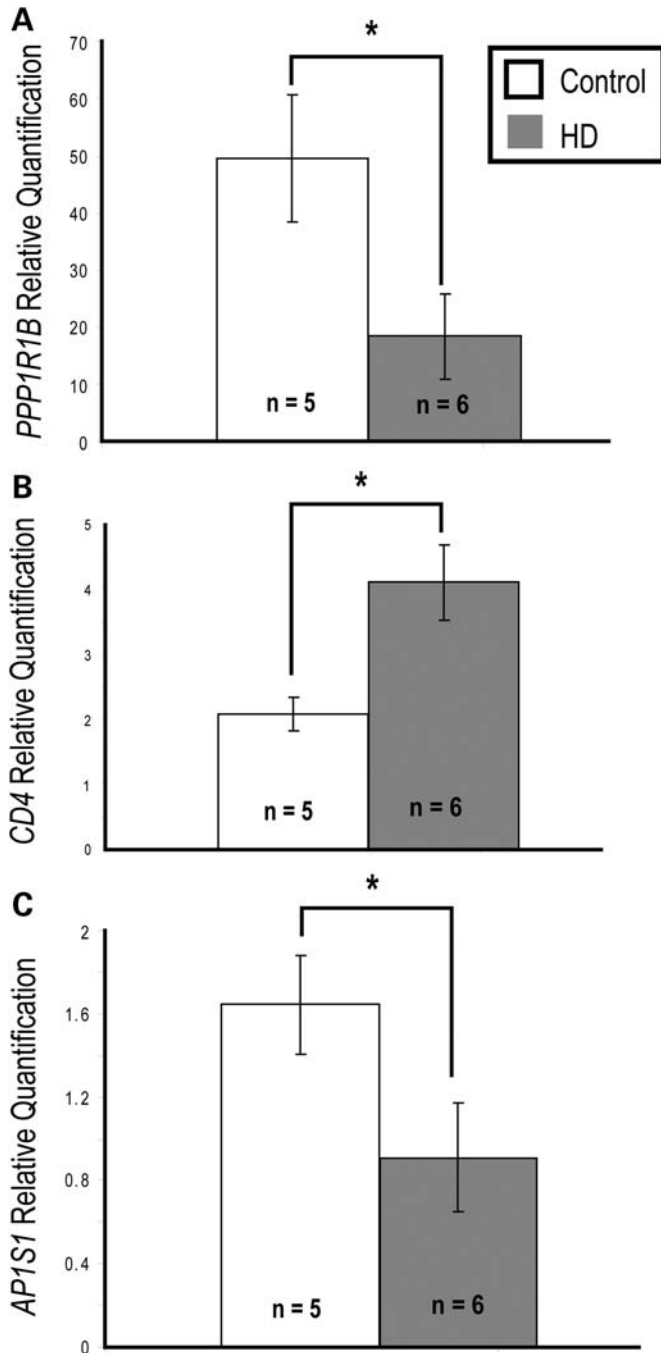 A
*
Control
HD
PPP1R1B Relative Quantification
70
60
50
40
30
20
10
0
n = 5
n = 6
B
*
CD4 Relative Quantification
5
4
3
2
1
0
n = 5
n = 6
C
*
AP1S1 Relative Quantification
2
1.6
1.2
0.8
0.4
0
n = 5
n = 6